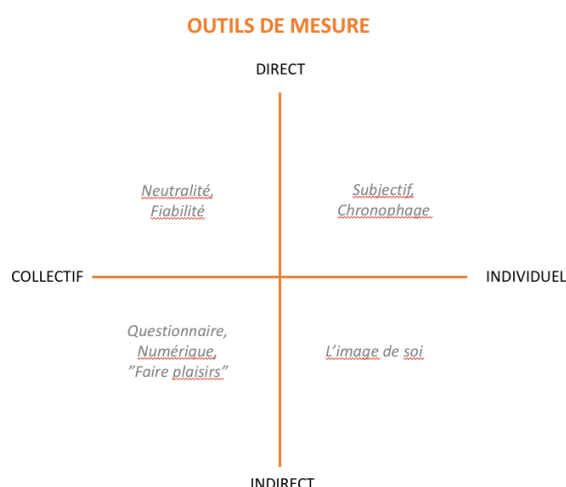 OUTILS DE MESURE
DIRECT
Neutralité,
Fiabilité
Subjectif,
Chronophage
COLLECTIF
INDIVIDUEL
Questionnaire,
Numérique,
”Faire plaisirs”
L’image de soi
INDIRECT